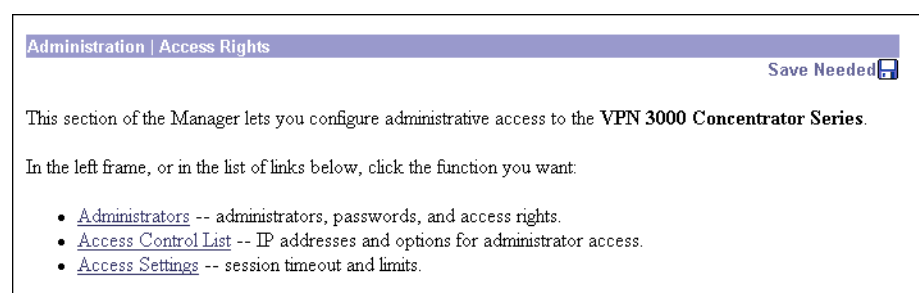 Administration | Access Rights
Save Needed
This section of the Manager lets you configure administrative access to the VPN 3000 Concentrator Series.
In the left frame, or in the list of links below, click the function you want:
• Administrators -- administrators, passwords, and access rights.
• Access Control List -- IP addresses and options for administrator access.
• Access Settings -- session timeout and limits.